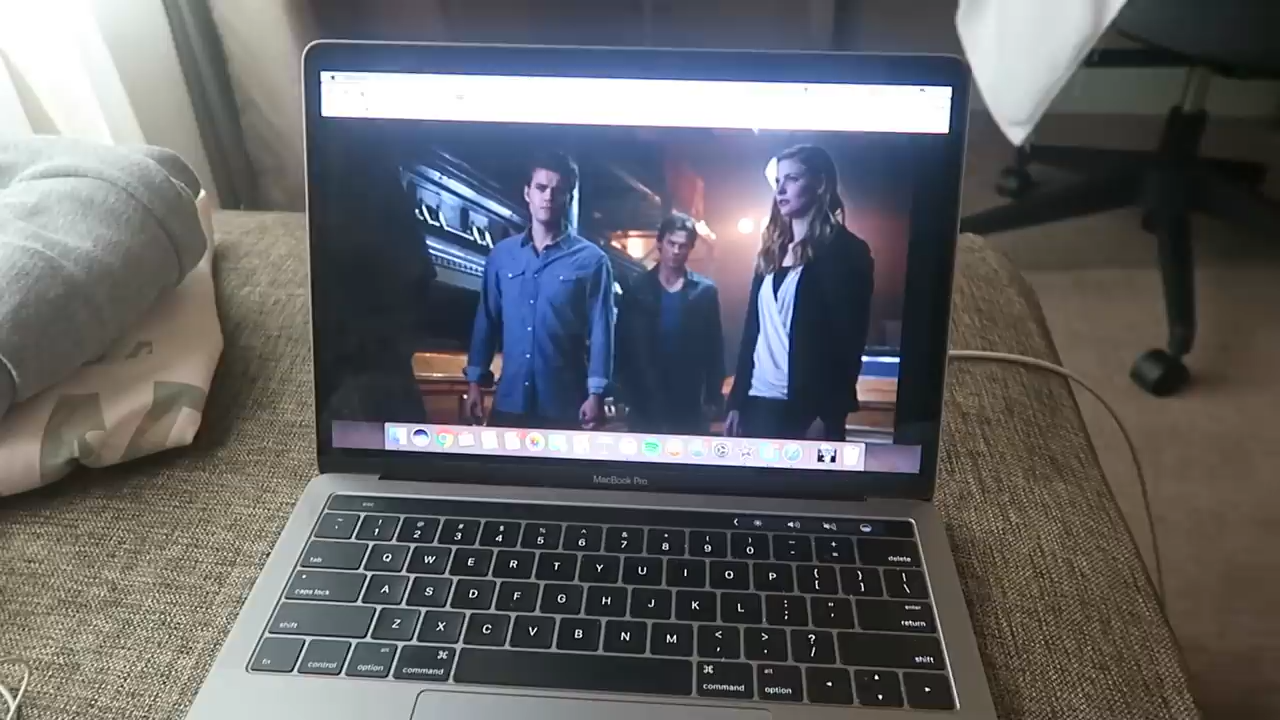 MacBook Pro
esc
~ ! @ # $ % ^ & * ( ) - +
1 2 3 4 5 6 7 8 9 0 - = delete
tab Q W E R T Y U I O P { [ } ] | \
caps lock A S D F G H J K L : ; " ' enter return
shift Z X C V B N M < , > . ? / shift
fn control alt option ⌘ command ⌘ command alt option